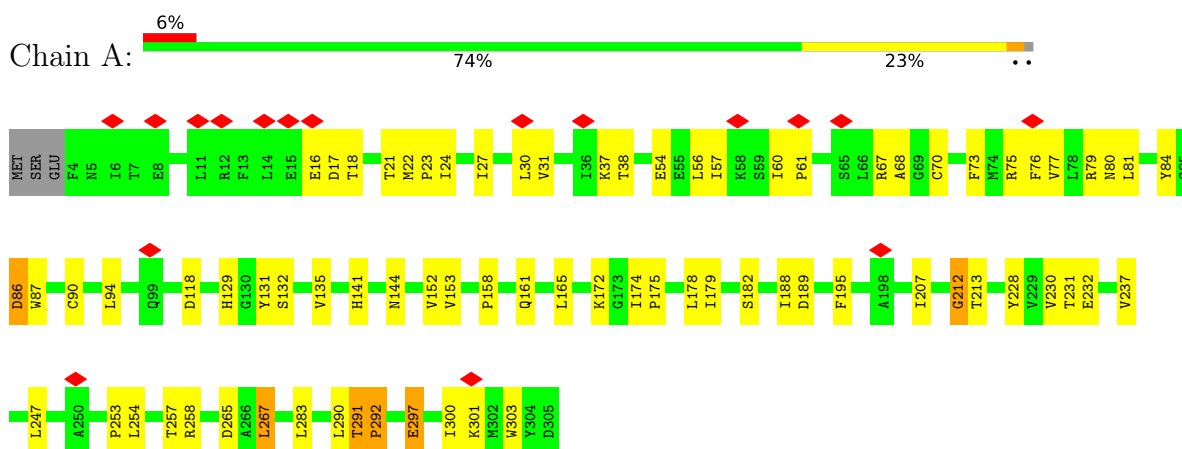 6%
Chain A:
74% 23% • •
MET SER GLU F4 N5 I6 T7 E8 L11 R12 F13 L14 E15 E16 D17 T18 T21 M22 P23 I24 I27 L30 V31 I36 K37 T38 E54 E55 L56 I57 K58 S59 I60 P61 S65 L66 R67 A68 G69 C70 F73 M74 R75 F76 V77 L78 R79 N80 L81 Y84
D86 W87 C90 L94 Q99 D118 H129 G130 Y131 S132 V135 H141 N144 V152 V153 P158 Q161 L165 K172 G173 I174 P175 L178 I179 S182 I188 D189 F195 A198 I207 G212 T213 Y228 V229 V230 T231 E232 V237
L247 A250 P253 L254 T257 R258 D265 A266 L267 L283 L290 T291 P292 E297 I300 K301 M302 W303 Y304 D305